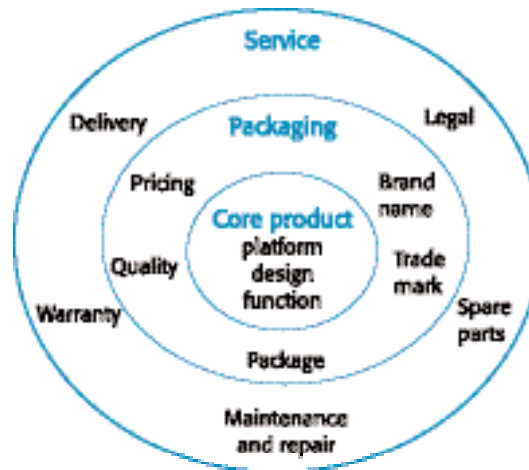 Service
Delivery
Legal
Packaging
Pricing
Brand
name
Core product
platform
design
function
Quality
Trade
mark
Warranty
Spare
parts
Package
Maintenance
and repair